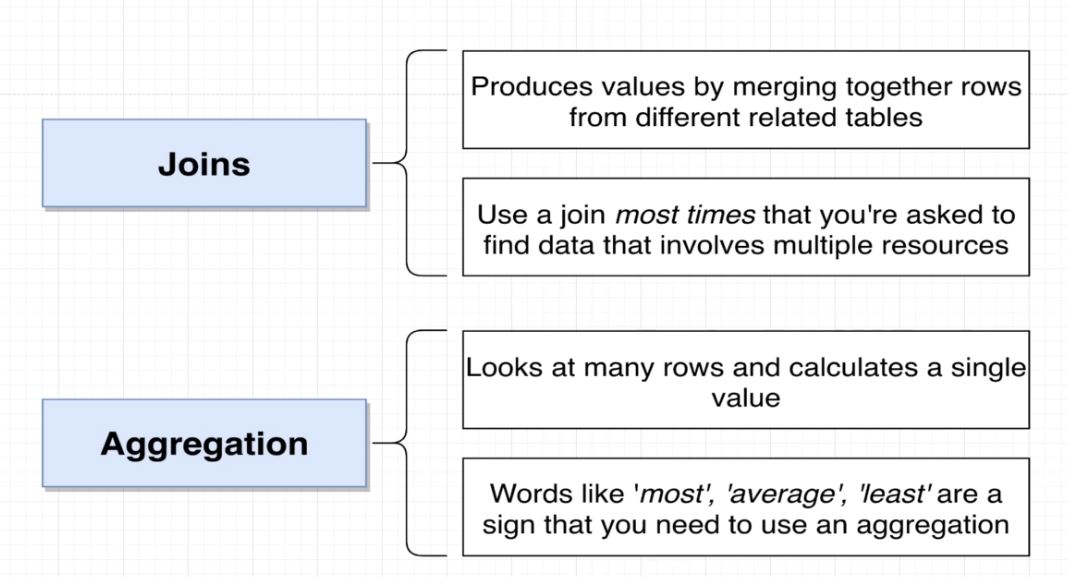 Joins
Produces values by merging together rows
from different related tables
Use a join most times that you're asked to
find data that involves multiple resources
Aggregation
Looks at many rows and calculates a single
value
Words like 'most', 'average', 'least' are a
sign that you need to use an aggregation